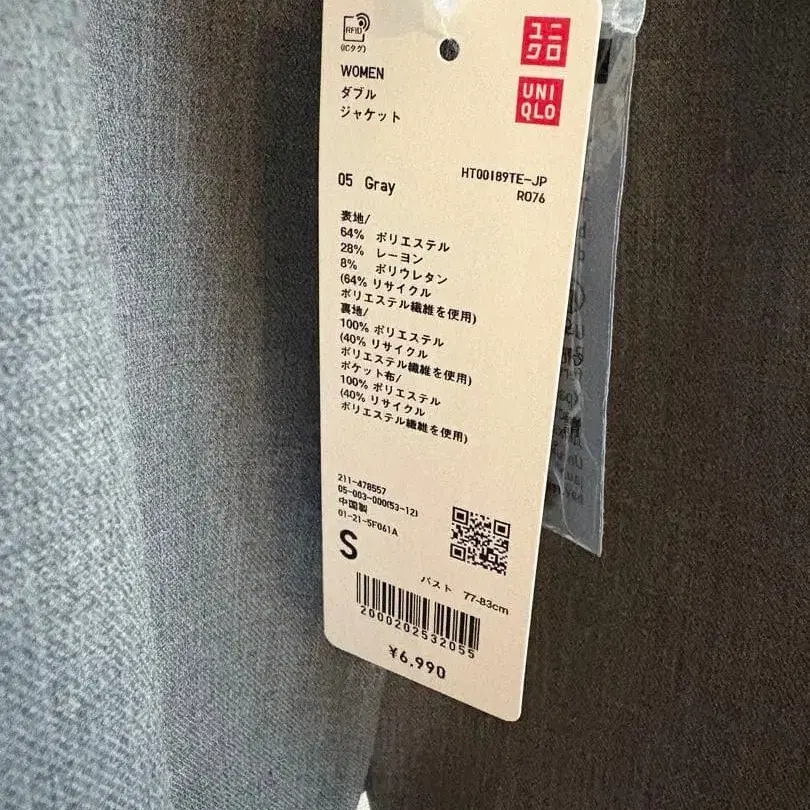 RFID
(ICタグ)
ユニ
クロ
UNI
QLO
WOMEN
ダブル
ジャケット
HT00189TE-JP
R076
05 Gray
表地/
64% ポリエステル
28% レーヨン
8% ポリウレタン
(64% リサイクル
ポリエステル繊維を使用)
裏地/
100% ポリエステル
(40% リサイクル
ポリエステル繊維を使用)
ポケット布/
100% ポリエステル
(40% リサイクル
ポリエステル繊維を使用)
211-478557
05-003-000(53-12)
中国製
01-21-5F061A
S
バスト 77-83cm
2000202532055
¥6,990